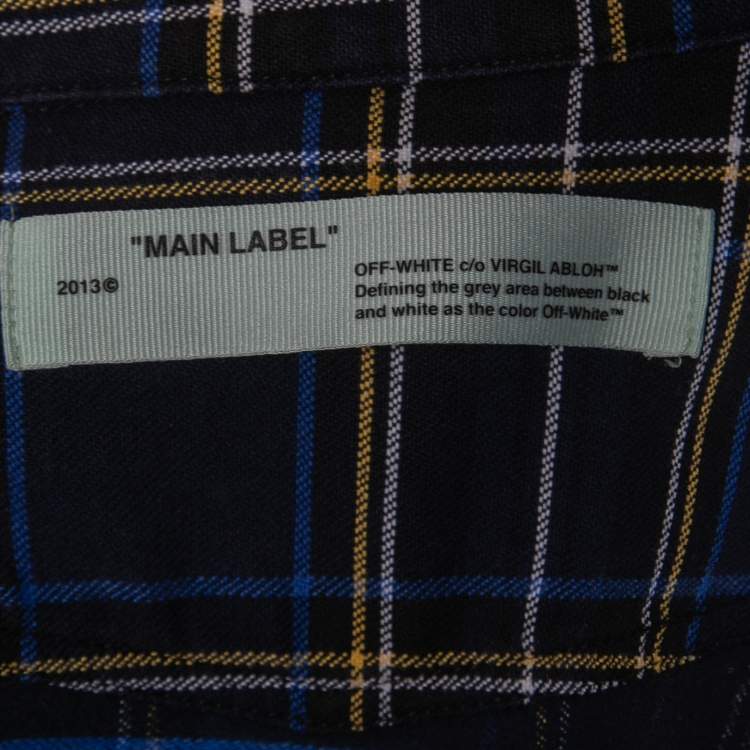 "MAIN LABEL"
2013©
OFF-WHITE c/o VIRGIL ABLOH™
Defining the grey area between black
and white as the color Off-White™